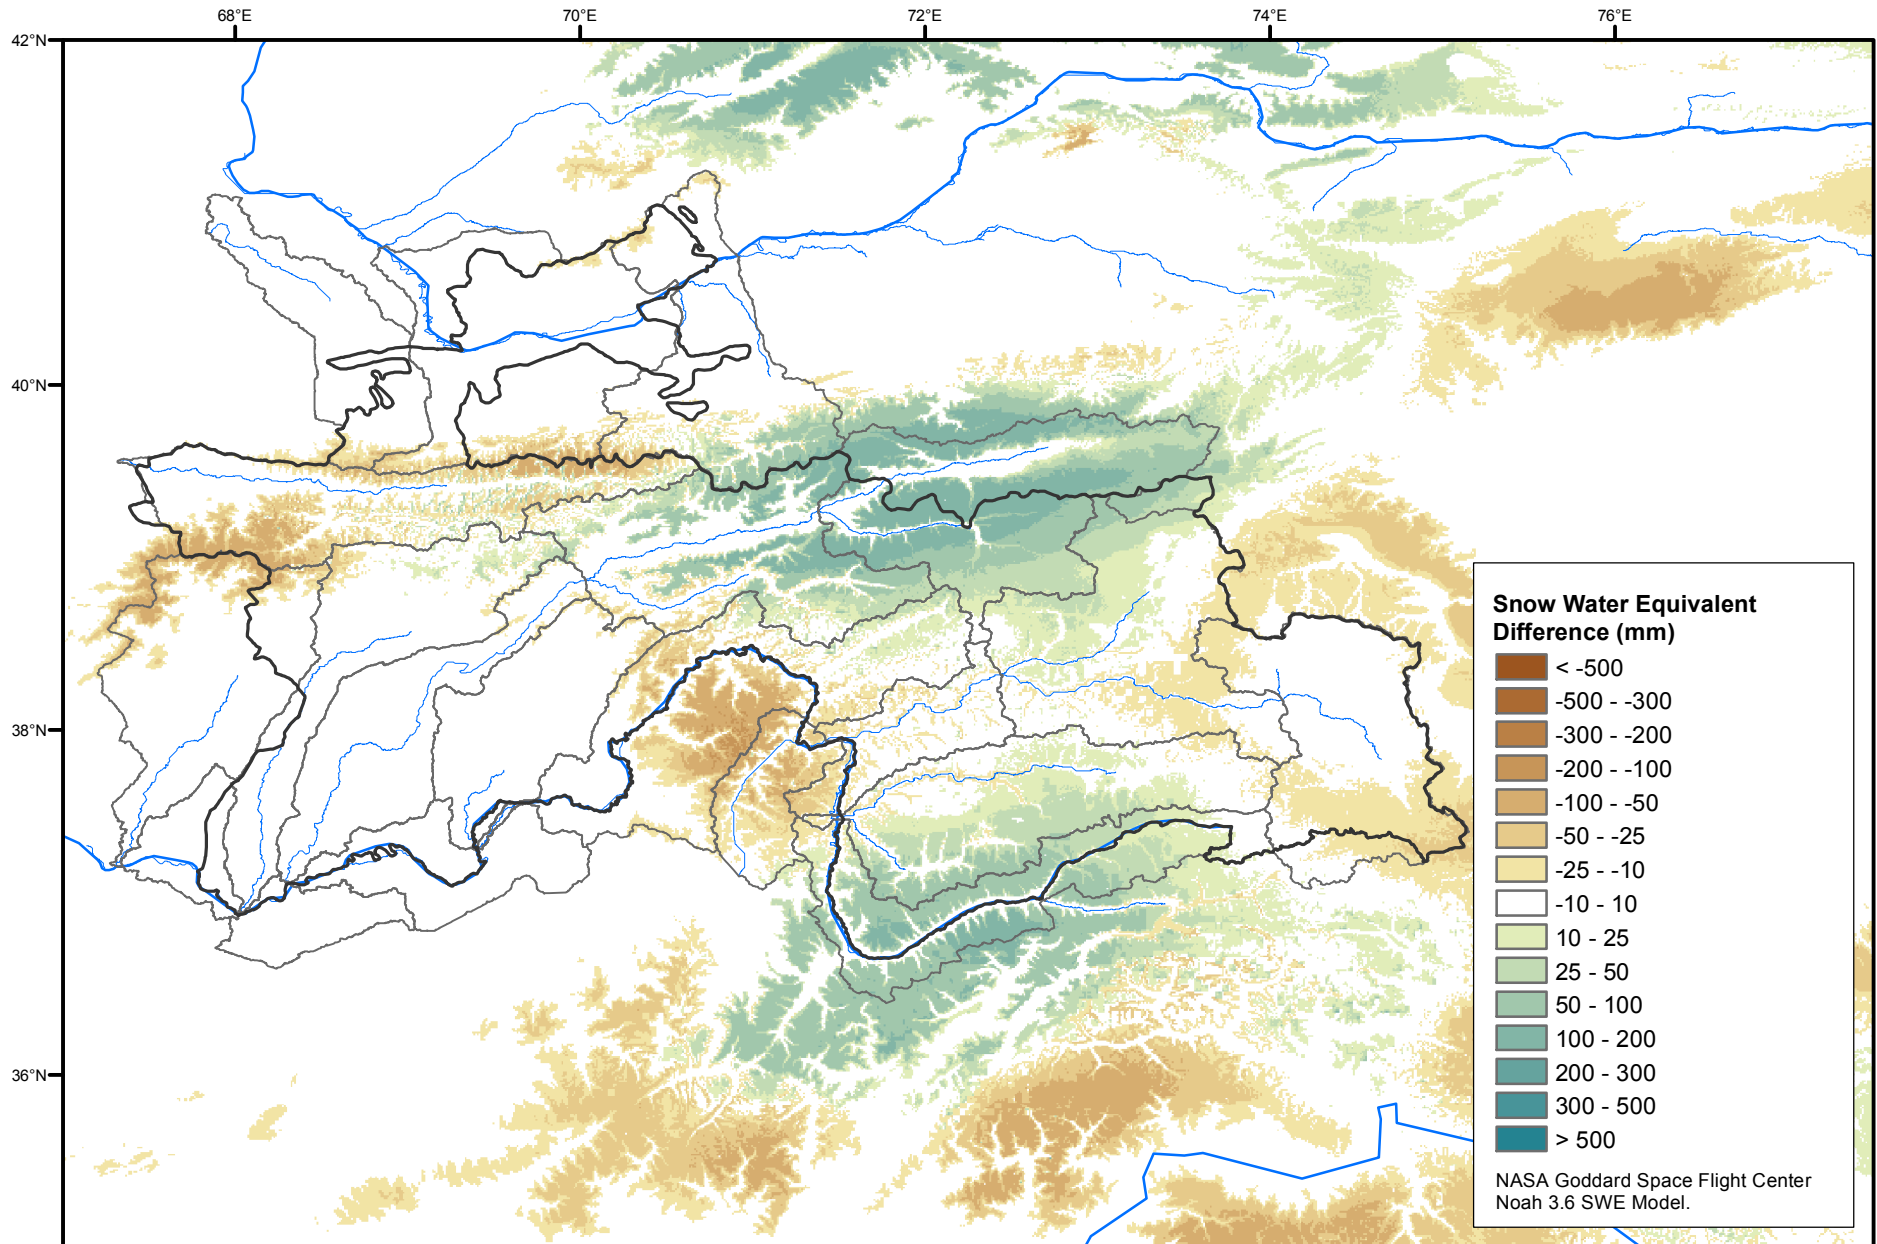 68°E 70°E 72°E 74°E 76°E
42°N
40°N
38°N
36°N
Snow Water Equivalent
Difference (mm)
< -500
-500 - -300
-300 - -200
-200 - -100
-100 - -50
-50 - -25
-25 - -10
-10 - 10
10 - 25
25 - 50
50 - 100
100 - 200
200 - 300
300 - 500
> 500
NASA Goddard Space Flight Center
Noah 3.6 SWE Model.